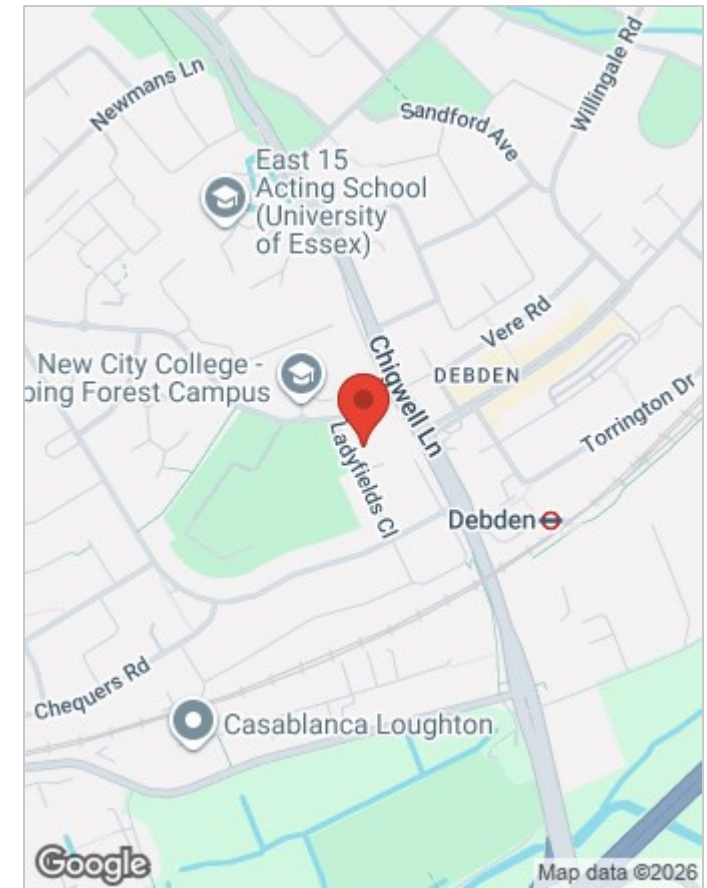 Willingale Rd
Newmans Ln
Sandford Ave
East 15
Acting School
(University
of Essex)
Vere Rd
Chigwell Ln
New City College -
ping Forest Campus
DEBDEN
Torrington Dr
Ladyfields Cl
Debden
Chequers Rd
Casablanca Loughton
Google
Map data ©2026